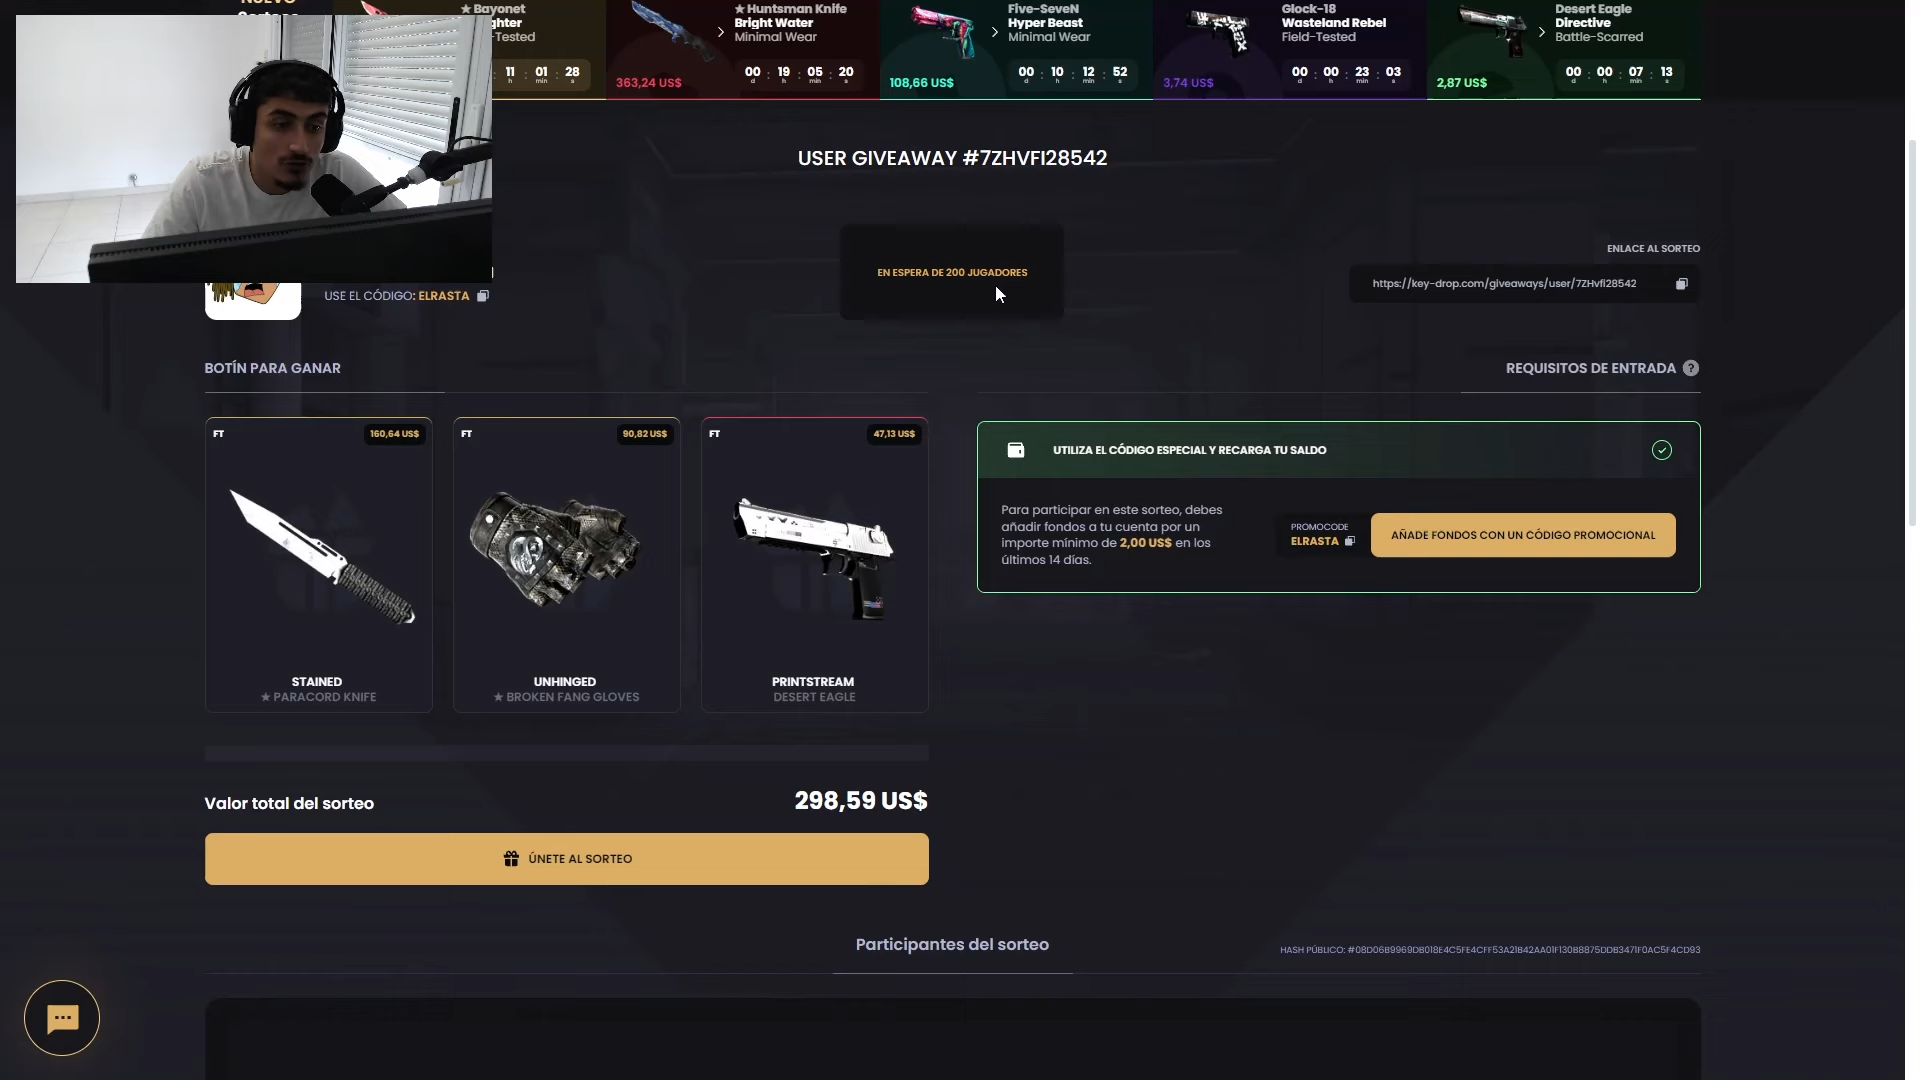 NUEVO
★ Bayonet
-Tested
11 : 01 : 28
h min s
★ Huntsman Knife
Bright Water
Minimal Wear
363,24 US$
00 : 19 : 05 : 20
d h min s
Five-SeveN
Hyper Beast
Minimal Wear
108,66 US$
00 : 10 : 12 : 52
d h min s
Glock-18
Wasteland Rebel
Field-Tested
3,74 US$
00 : 00 : 23 : 03
d h min s
Desert Eagle
Directive
Battle-Scarred
2,87 US$
00 : 00 : 07 : 13
d h min s
USER GIVEAWAY #7ZHVFI28542
EN ESPERA DE 200 JUGADORES
ENLACE AL SORTEO
https://key-drop.com/giveaways/user/7ZHvfi28542
USE EL CÓDIGO: ELRASTA
BOTÍN PARA GANAR
REQUISITOS DE ENTRADA ?
FT 160,64 US$
STAINED
★ PARACORD KNIFE
FT 90,82 US$
UNHINGED
★ BROKEN FANG GLOVES
FT 47,13 US$
PRINTSTREAM
DESERT EAGLE
UTILIZA EL CÓDIGO ESPECIAL Y RECARGA TU SALDO
Para participar en este sorteo, debes
añadir fondos a tu cuenta por un
importe mínimo de 2,00 US$ en los
últimos 14 días.
PROMOCODE
ELRASTA
AÑADE FONDOS CON UN CÓDIGO PROMOCIONAL
Valor total del sorteo 298,59 US$
ÚNETE AL SORTEO
Participantes del sorteo
HASH PÚBLICO: